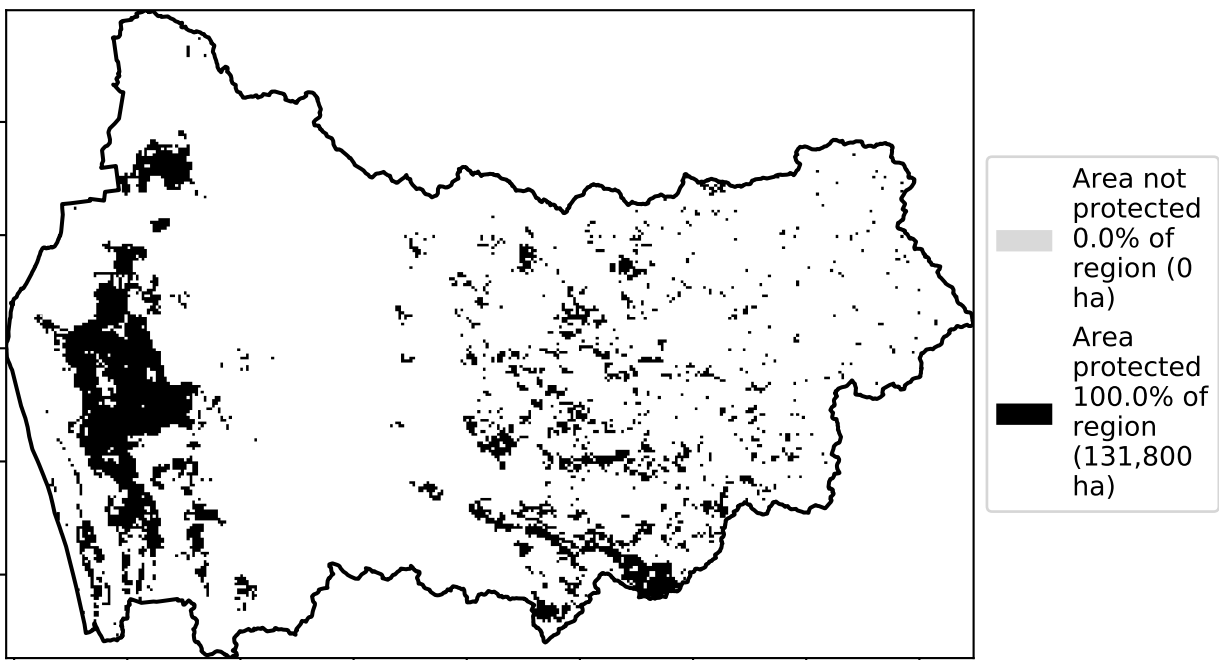 Area not
protected
0.0% of
region (0
ha)
Area
protected
100.0% of
region
(131,800
ha)